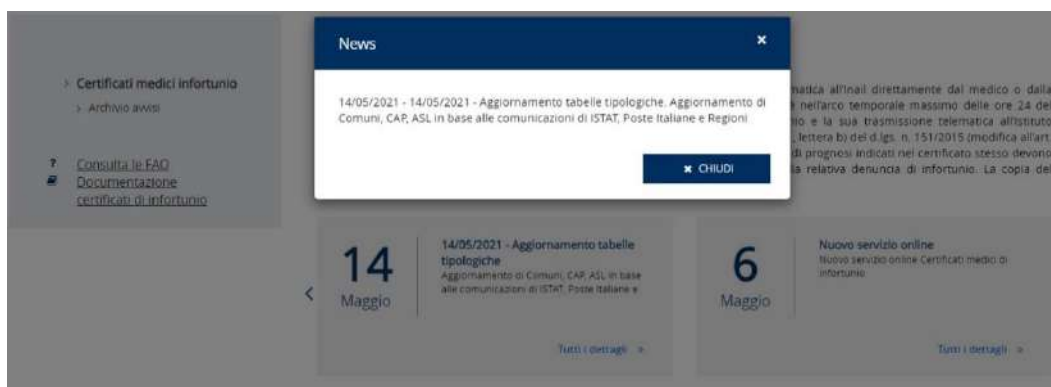 News
×
14/05/2021 - 14/05/2021 - Aggiornamento tabelle tipologiche. Aggiornamento di
Comuni, CAP, ASL in base alle comunicazioni di ISTAT, Poste Italiane e Regioni
× CHIUDI
> Certificati medici infortunio
> Archivio avvisi
? Consulta le FAQ
Documentazione
certificati di infortunio
all'Inail direttamente dal medico o dalla
nell'arco temporale massimo delle ore 24 del
e la sua trasmissione telematica all'Istituto
, lettera b) del d.lgs. n. 151/2015 (modifica all'art.
di prognosi indicati nel certificato stesso devono
relativa denuncia di infortunio. La copia del
14
Maggio
14/05/2021 - Aggiornamento tabelle
tipologiche
Aggiornamento di Comuni, CAP, ASL in base
alle comunicazioni di ISTAT, Poste Italiane e
Tutti i dettagli »
6
Maggio
Nuovo servizio online
Nuovo servizio online Certificati medici di
infortunio
Tutti i dettagli »